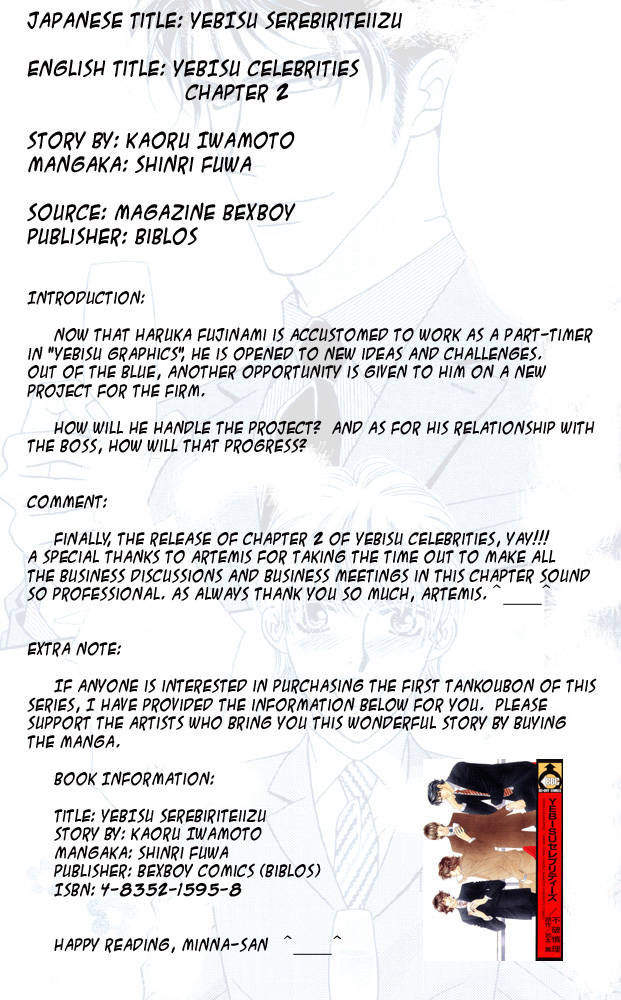 JAPANESE TITLE: YEBISU SEREBIRITEIIZU
ENGLISH TITLE: YEBISU CELEBRITIES
CHAPTER 2
STORY BY: KAORU IWAMOTO
MANGAKA: SHINRI FUWA
SOURCE: MAGAZINE BEXBOY
PUBLISHER: BIBLOS
INTRODUCTION:
NOW THAT HARUKA FUJINAMI IS ACCUSTOMED TO WORK AS A PART-TIMER
IN "YEBISU GRAPHICS", HE IS OPENED TO NEW IDEAS AND CHALLENGES.
OUT OF THE BLUE, ANOTHER OPPORTUNITY IS GIVEN TO HIM ON A NEW
PROJECT FOR THE FIRM.
HOW WILL HE HANDLE THE PROJECT? AND AS FOR HIS RELATIONSHIP WITH
THE BOSS, HOW WILL THAT PROGRESS?
COMMENT:
FINALLY, THE RELEASE OF CHAPTER 2 OF YEBISU CELEBRITIES, YAY!!!
A SPECIAL THANKS TO ARTEMIS FOR TAKING THE TIME OUT TO MAKE ALL
THE BUSINESS DISCUSSIONS AND BUSINESS MEETINGS IN THIS CHAPTER SOUND
SO PROFESSIONAL. AS ALWAYS THANK YOU SO MUCH, ARTEMIS. ^____^
EXTRA NOTE:
IF ANYONE IS INTERESTED IN PURCHASING THE FIRST TANKOUBON OF THIS
SERIES, I HAVE PROVIDED THE INFORMATION BELOW FOR YOU. PLEASE
SUPPORT THE ARTISTS WHO BRING YOU THIS WONDERFUL STORY BY BUYING
THE MANGA.
BOOK INFORMATION:
TITLE: YEBISU SEREBIRITEIIZU
STORY BY: KAORU IWAMOTO
MANGAKA: SHINRI FUWA
PUBLISHER: BEXBOY COMICS (BIBLOS)
ISBN: 4-8352-1595-8
HAPPY READING, MINNA-SAN ^____^
YEBISUセレブリティーズ